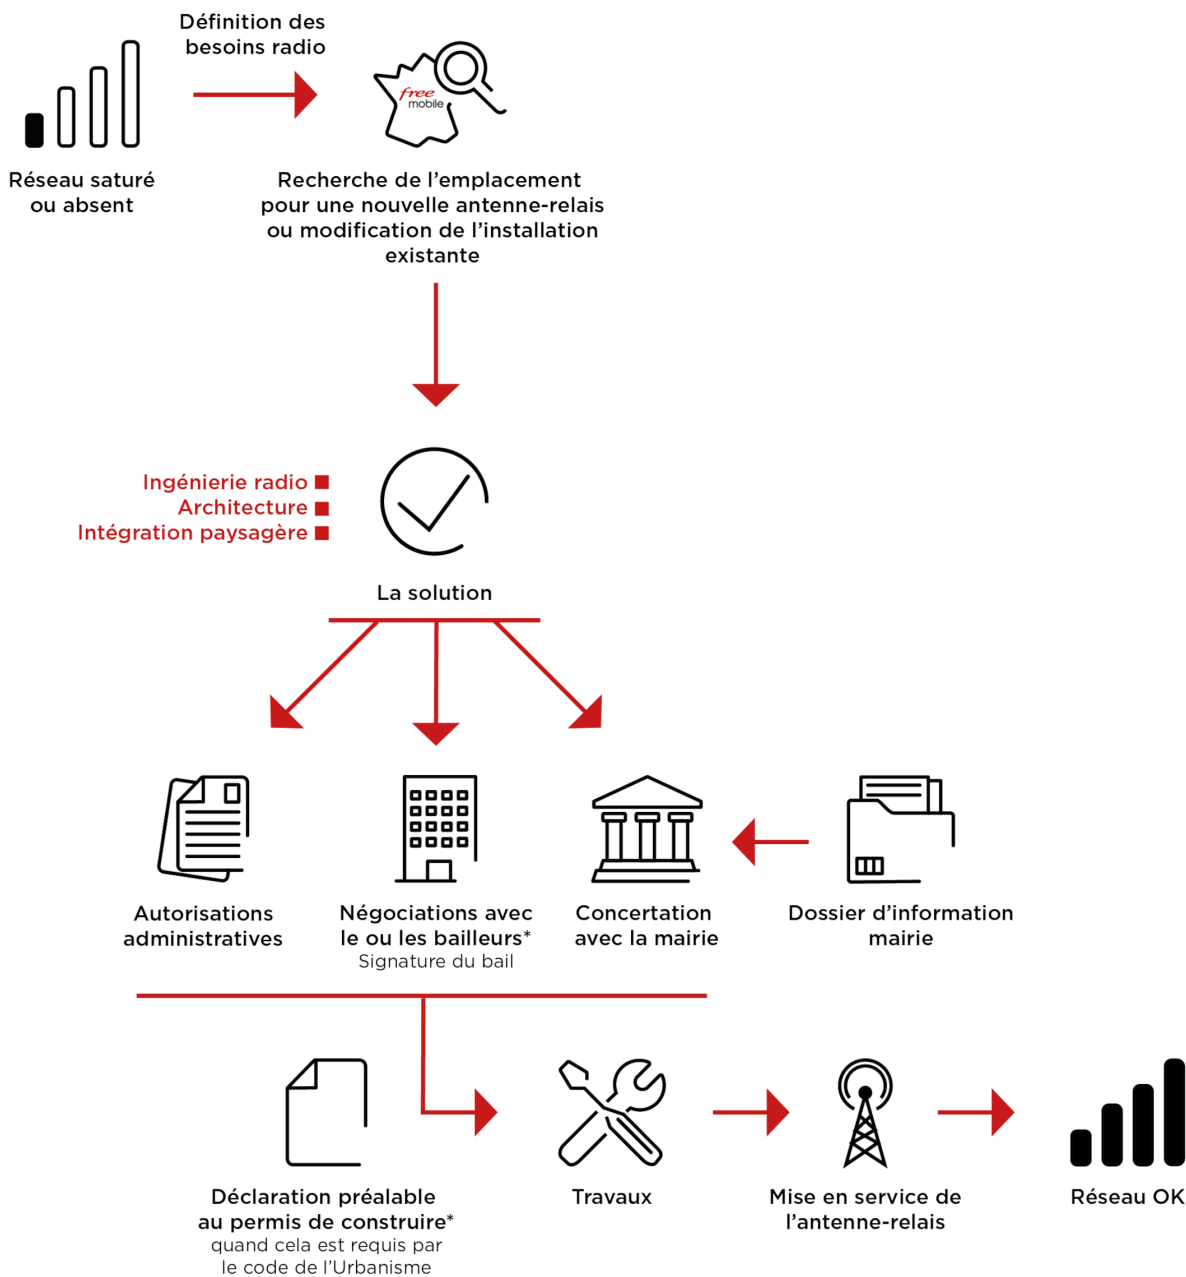 Définition des
besoins radio
free
mobile
Réseau saturé
ou absent
Recherche de l’emplacement
pour une nouvelle antenne-relais
ou modification de l’installation
existante
Ingénierie radio
Architecture
Intégration paysagère
La solution
Autorisations
administratives
Négociations avec
le ou les bailleurs*
Signature du bail
Concertation
avec la mairie
Dossier d’information
mairie
Déclaration préalable
au permis de construire*
quand cela est requis par
le code de l’Urbanisme
Travaux
Mise en service de
l’antenne-relais
Réseau OK